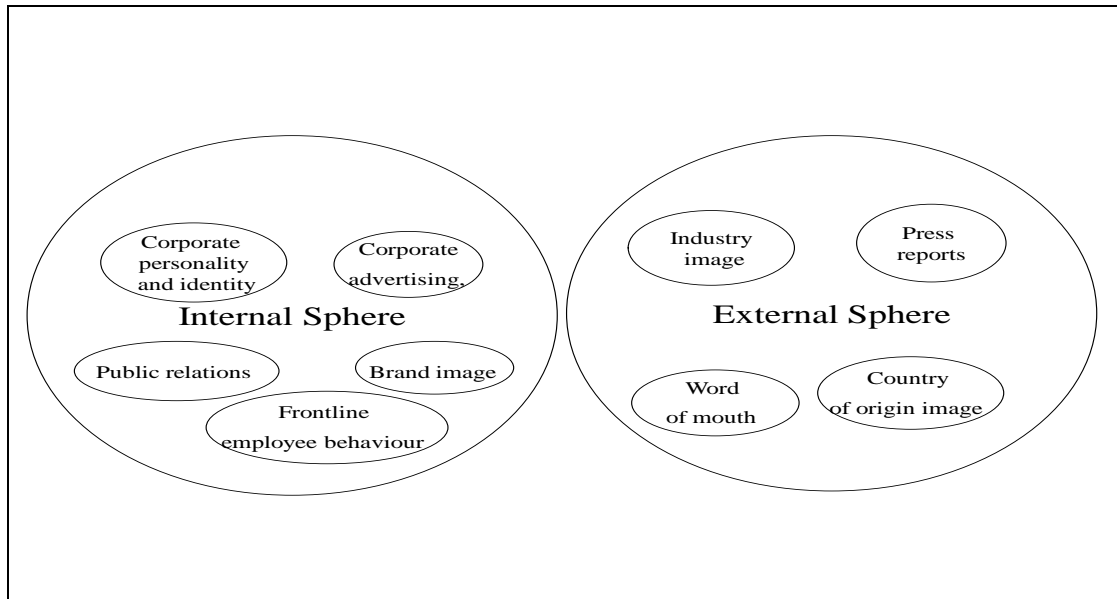 Corporate
personality
and identity
Corporate
advertising,
Internal Sphere
Public relations
Brand image
Frontline
employee behaviour
Industry
image
Press
reports
External Sphere
Word
of mouth
Country
of origin image